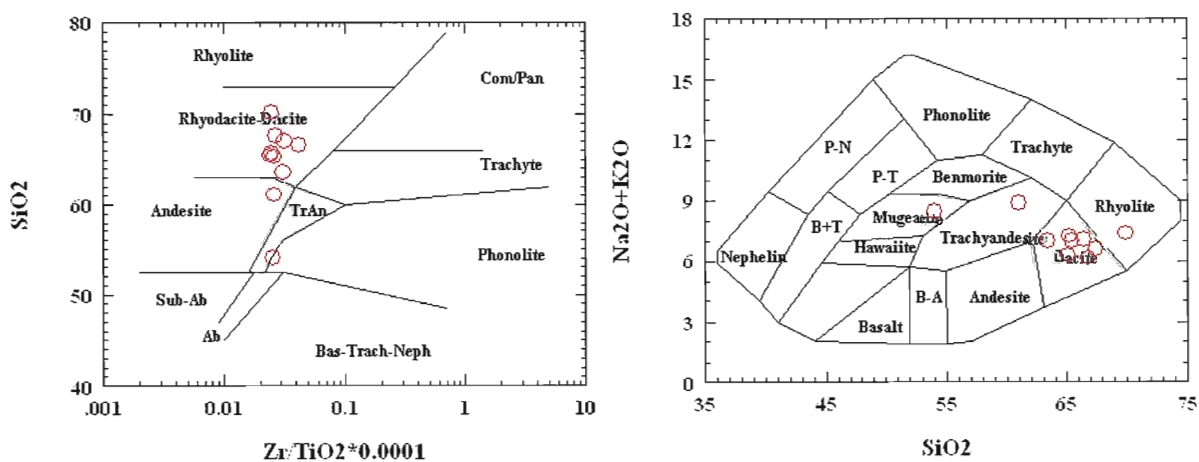 80
70
60
50
40
SiO2
Rhyolite
Com/Pan
Rhyodacite-Dacite
Trachyte
Andesite
TrAn
Phonolite
Sub-Ab
Ab
Bas-Trach-Neph
.001
0.01
0.1
1
10
Zr/TiO2*0.0001
18
15
12
9
6
3
0
Na2O+K2O
Phonolite
P-N
Trachyte
P-T
Benmorite
Rhyolite
B+T
Mugearite
Hawaiite
Trachyandesite
Nephelin
Dacite
B-A
Andesite
Basalt
35
45
55
65
75
SiO2